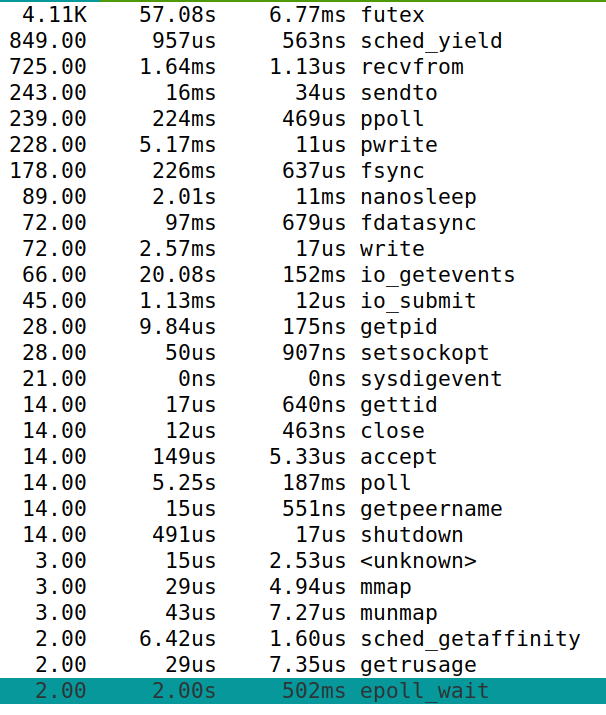 4.11K 57.08s 6.77ms futex
849.00 957us 563ns sched_yield
725.00 1.64ms 1.13us recvfrom
243.00 16ms 34us sendto
239.00 224ms 469us ppoll
228.00 5.17ms 11us pwrite
178.00 226ms 637us fsync
89.00 2.01s 11ms nanosleep
72.00 97ms 679us fdatasync
72.00 2.57ms 17us write
66.00 20.08s 152ms io_getevents
45.00 1.13ms 12us io_submit
28.00 9.84us 175ns getpid
28.00 50us 907ns setsockopt
21.00 0ns 0ns sysdigevent
14.00 17us 640ns gettid
14.00 12us 463ns close
14.00 149us 5.33us accept
14.00 5.25s 187ms poll
14.00 15us 551ns getpeername
14.00 491us 17us shutdown
3.00 15us 2.53us <unknown>
3.00 29us 4.94us mmap
3.00 43us 7.27us munmap
2.00 6.42us 1.60us sched_getaffinity
2.00 29us 7.35us getrusage
2.00 2.00s 502ms epoll_wait